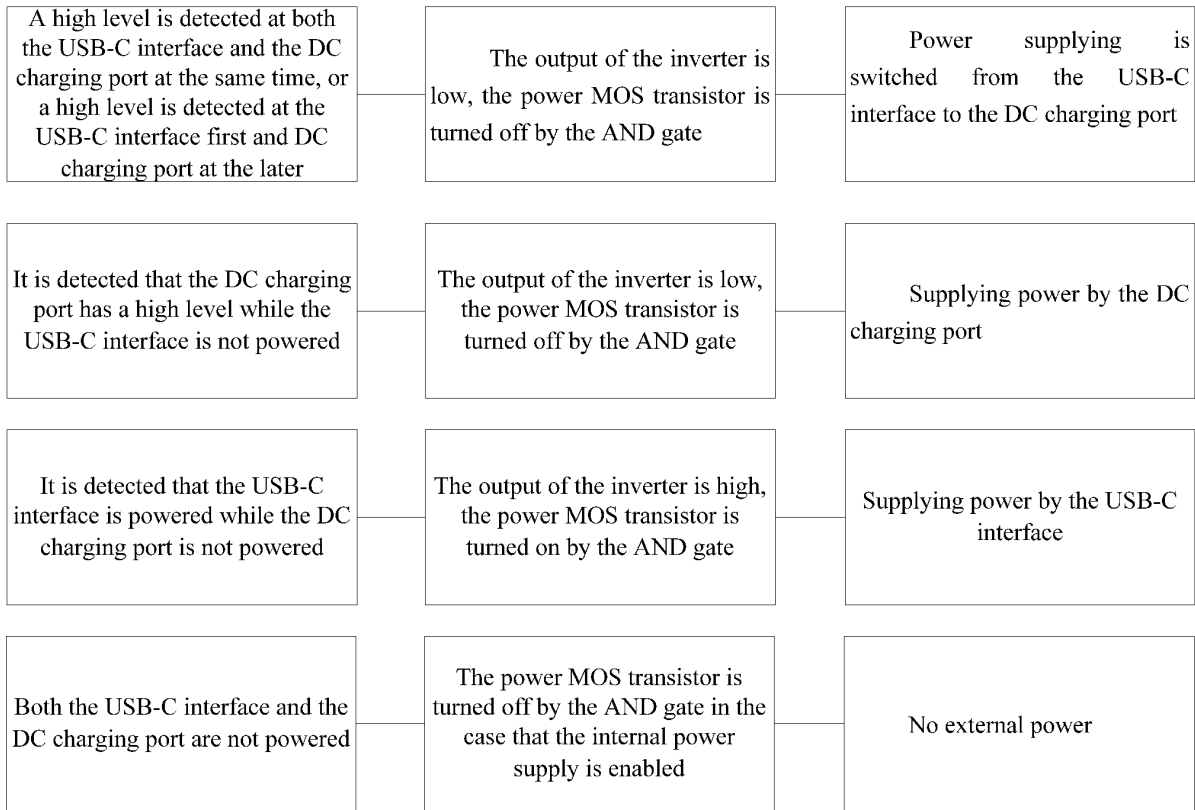 A high level is detected at both
the USB-C interface and the DC
charging port at the same time, or
a high level is detected at the
USB-C interface first and DC
charging port at the later
The output of the inverter is
low, the power MOS transistor is
turned off by the AND gate
Power supplying is
switched from the USB-C
interface to the DC charging port
It is detected that the DC charging
port has a high level while the
USB-C interface is not powered
The output of the inverter is low,
the power MOS transistor is
turned off by the AND gate
Supplying power by the DC
charging port
It is detected that the USB-C
interface is powered while the DC
charging port is not powered
The output of the inverter is high,
the power MOS transistor is
turned on by the AND gate
Supplying power by the USB-C
interface
Both the USB-C interface and the
DC charging port are not powered
The power MOS transistor is
turned off by the AND gate in the
case that the internal power
supply is enabled
No external power